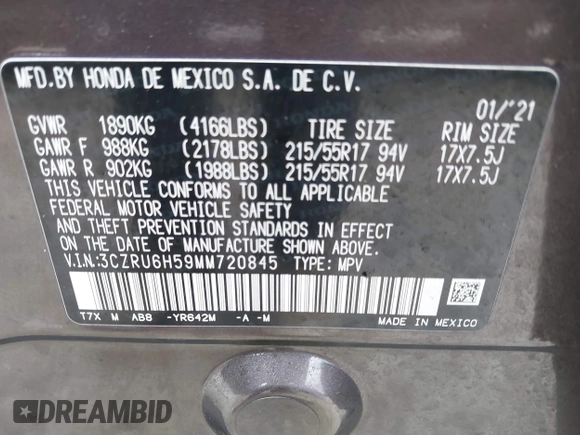 MFD.BY HONDA DE MEXICO S.A. DE C.V.
01/'21
GVWR 1890KG (4166LBS) TIRE SIZE RIM SIZE
GAWR F 988KG (2178LBS) 215/55R17 94V 17X7.5J
GAWR R 902KG (1988LBS) 215/55R17 94V 17X7.5J
THIS VEHICLE CONFORMS TO ALL APPLICABLE
FEDERAL MOTOR VEHICLE SAFETY
AND THEFT PREVENTION STANDARDS IN EFFECT
ON THE DATE OF MANUFACTURE SHOWN ABOVE.
V.I.N.:3CZRU6H59MM720845 TYPE: MPV
T7X M AB8 -YR642M -A -M
MADE IN MEXICO
DREAMBID